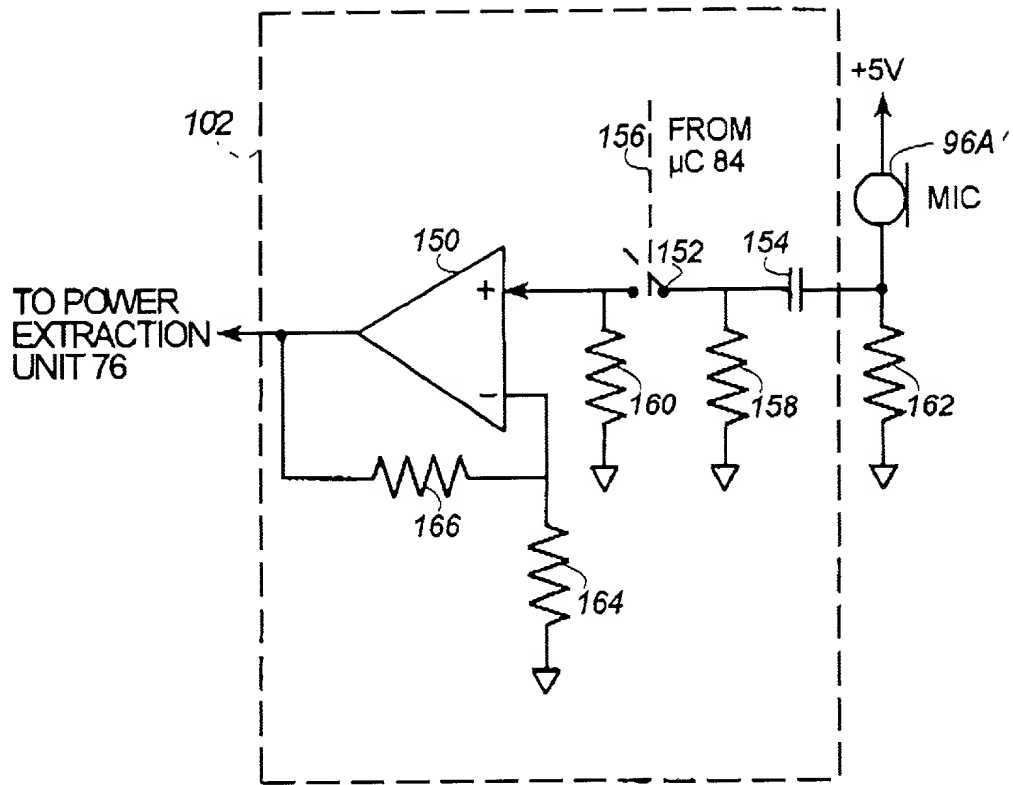 +5V
102
156
FROM
µC 84
96A'
MIC
150
152
154
+
TO POWER
EXTRACTION
UNIT 76
−
160
158
162
166
164